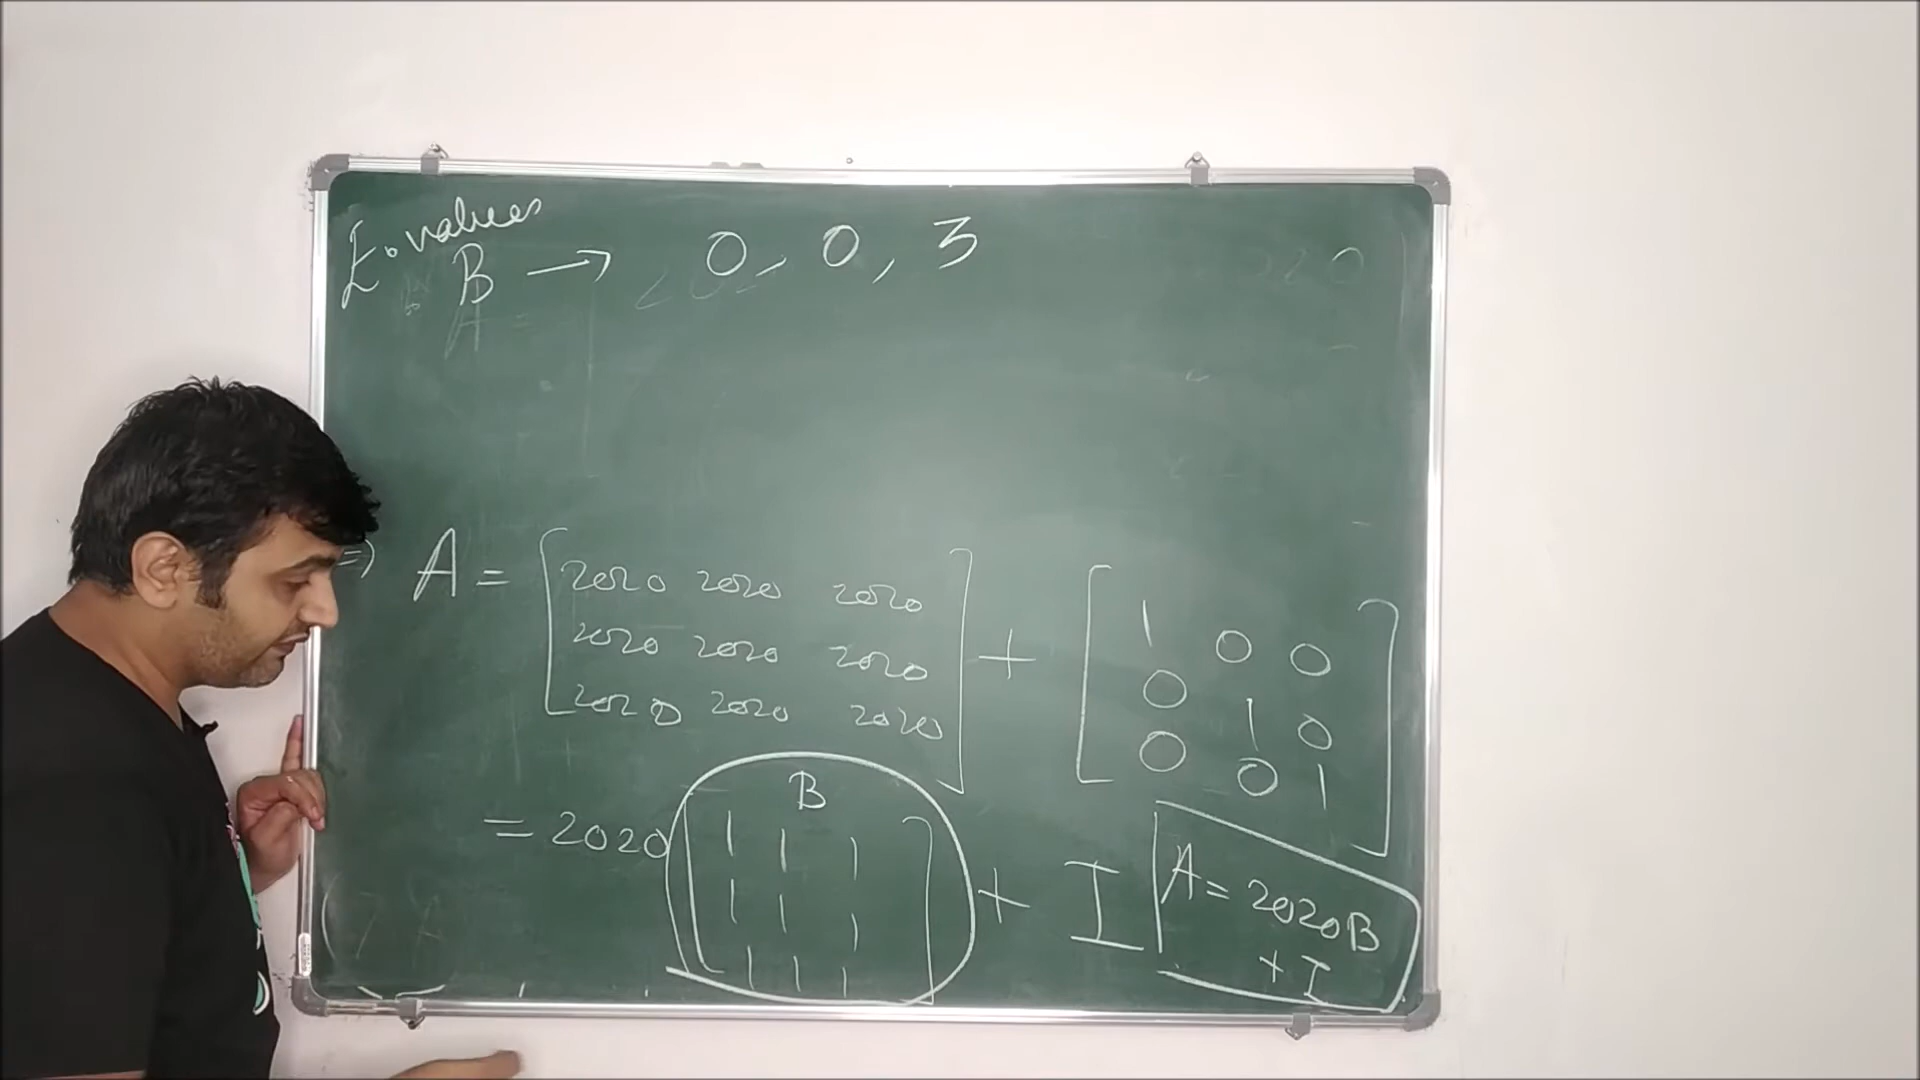 E. values
B → 0, 0, 3
⇒ A = [2020 2020 2020
2020 2020 2020
2020 2020 2020] + [1 0 0
0 1 0
0 0 1]
= 2020 B [1 1 1
1 1 1
1 1 1] + I
A = 2020B
+ I